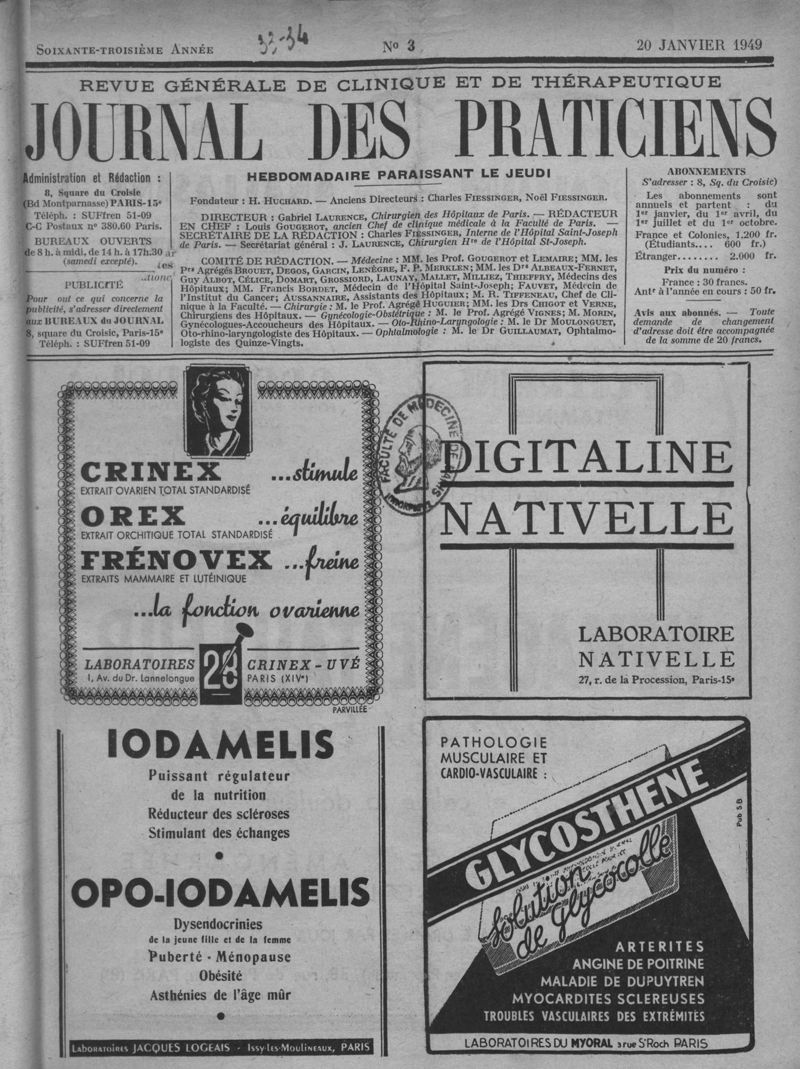 SOIXANTE-TROISIÈME ANNÉE
33-34
N° 3
20 JANVIER 1949
REVUE GÉNÉRALE DE CLINIQUE ET DE THÉRAPEUTIQUE
JOURNAL DES PRATICIENS
Administration et Rédaction :
8, Square du Croisic
(Bd Montparnasse) PARIS-15e
Téléph. : SUFfren 51-09
C-C Postaux n° 380.60 Paris.
BUREAUX OUVERTS
de 8 h. à midi, de 14 h. à 17h.30
(samedi excepté).
PUBLICITÉ
Pour out ce qui concerne la
publicité, s'adresser directement
aux BUREAUX du JOURNAL
8, square du Croisic, Paris-15e
Téléph. : SUFfren 51-09
HEBDOMADAIRE PARAISSANT LE JEUDI
Fondateur : H. HUCHARD. — Anciens Directeurs : Charles FIESSINGER, Noël FIESSINGER.
DIRECTEUR : Gabriel LAURENCE, Chirurgien des Hôpitaux de Paris. — RÉDACTEUR
EN CHEF : Louis GOUGEROT, ancien Chef de clinique médicale à la Faculté de Paris. —
SECRÉTAIRE DE LA RÉDACTION : Charles FIESSINGER, Interne de l'Hôpital Saint-Joseph
de Paris. — Secrétariat général : J. LAURENCE, Chirurgien Hre de l'Hôpital St-Joseph.
COMITÉ DE RÉDACTION. — Médecine : MM. les Prof. GOUGEROT et LEMAIRE; MM. les
Prs Agrégés BROUET, DEGOS, GARCIN, LENÈGRE, F. P. MERKLEN; MM. les Drs ALBEAUX-FERNET,
GUY ALBOT, CÉLICE, DOMART, GROSSIORD, LAUNAY, MALLET, MILLIEZ, THIEFFRY, Médecins des
Hôpitaux; MM. Francis BORDET, Médecin de l'Hôpital Saint-Joseph; FAUVET, Médecin de
l'Institut du Cancer; AUSSANNAIRE, Assistants des Hôpitaux; M. R. TIFFENEAU, Chef de Cli-
nique à la Faculté. — Chirurgie : M. le Prof. Agrégé HUGUIER; MM. les Drs CHIGOT et VERNE,
Chirurgiens des Hôpitaux. — Gynécologie-Obstétrique : M. le Prof. Agrégé VIGNES; M. MORIN,
Gynécologues-Accoucheurs des Hôpitaux. — Oto-Rhino-Laryngologie : M. le Dr MOULONGUET,
Oto-rhino-laryngologiste des Hôpitaux. — Ophtalmologie : M. le Dr GUILLAUMAT, Ophtalmo-
logiste des Quinze-Vingts.
ABONNEMENTS
S'adresser : 8, Sq. du Croisic)
Les abonnements sont
annuels et partent : du
1er janvier, du 1er avril, du
1er juillet et du 1er octobre.
France et Colonies, 1.200 fr.
(Étudiants.... 600 fr.)
Étranger........ 2.000 fr.
Prix du numéro :
France : 30 francs.
Antr à l'année en cours : 50 fr.
Avis aux abonnés. — Toute
demande de changement
d'adresse doit être accompagnée
de la somme de 20 francs.
FACULTÉ DE MÉDECINE DE PARIS
CRINEX ...stimule
EXTRAIT OVARIEN TOTAL STANDARDISÉ
OREX ...équilibre
EXTRAIT ORCHITIQUE TOTAL STANDARDISÉ
FRÉNOVEX ...freine
EXTRAITS MAMMAIRE ET LUTÉINIQUE
...la fonction ovarienne
LABORATOIRES CRINEX - UVÉ
1, Av. du Dr. Lannelongue PARIS (XIVe)
PARVILLÉE
DIGITALINE
NATIVELLE
LABORATOIRE
NATIVELLE
27, r. de la Procession, Paris-15e
IODAMELIS
Puissant régulateur
de la nutrition
Réducteur des scléroses
Stimulant des échanges
OPO-IODAMELIS
Dysendocrinies
de la jeune fille et de la femme
Puberté - Ménopause
Obésité
Asthénies de l'âge mûr
LABORATOIRES JACQUES LOGEAIS - ISSY-LES-MOULINEAUX, PARIS
PATHOLOGIE
MUSCULAIRE ET
CARDIO-VASCULAIRE :
GLYCOSTHENE
Solution
de Glycocolle
Pub SB
ARTERITES
ANGINE DE POITRINE
MALADIE DE DUPUYTREN
MYOCARDITES SCLEREUSES
TROUBLES VASCULAIRES DES EXTRÉMITÉS
LABORATOIRES DU MYORAL 3 rue St Roch PARIS